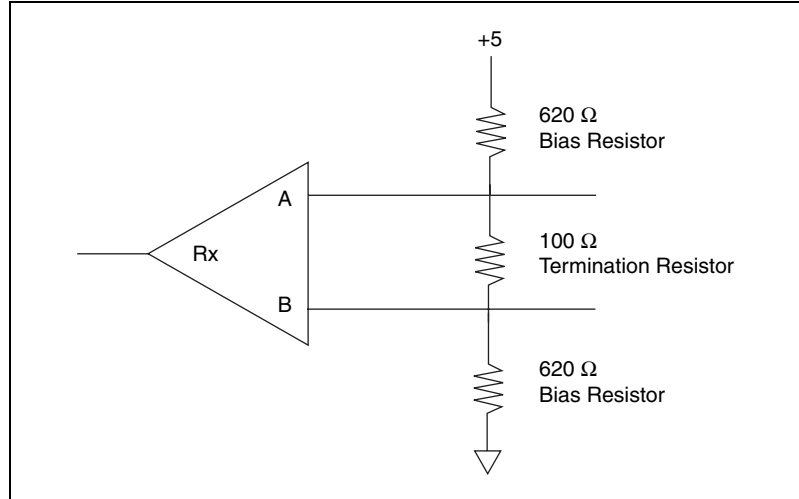 +5
620 Ω
Bias Resistor
A
100 Ω
Termination Resistor
Rx
B
620 Ω
Bias Resistor